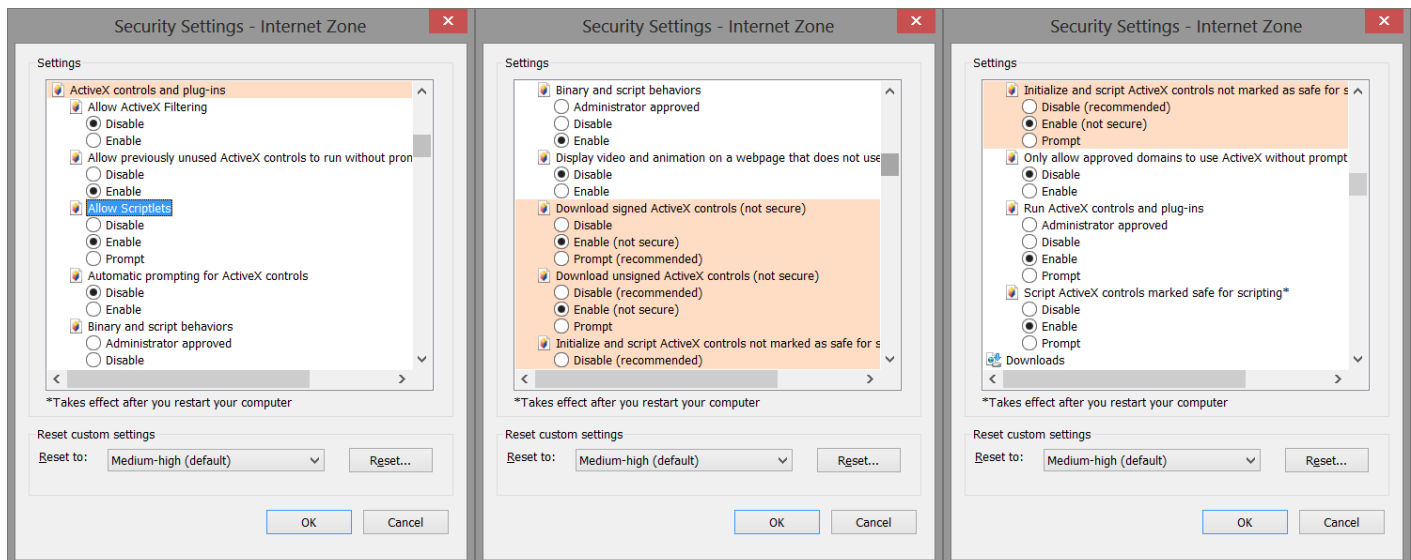 Security Settings - Internet Zone
Settings
ActiveX controls and plug-ins
Allow ActiveX Filtering
Disable
Enable
Allow previously unused ActiveX controls to run without pron
Disable
Enable
Allow Scriptlets
Disable
Enable
Prompt
Automatic prompting for ActiveX controls
Disable
Enable
Binary and script behaviors
Administrator approved
Disable
*Takes effect after you restart your computer
Reset custom settings
Reset to:
Medium-high (default)
Reset...
OK
Cancel
Security Settings - Internet Zone
Settings
Binary and script behaviors
Administrator approved
Disable
Enable
Display video and animation on a webpage that does not use
Disable
Enable
Download signed ActiveX controls (not secure)
Disable
Enable (not secure)
Prompt (recommended)
Download unsigned ActiveX controls (not secure)
Disable (recommended)
Enable (not secure)
Prompt
Initialize and script ActiveX controls not marked as safe for s
Disable (recommended)
*Takes effect after you restart your computer
Reset custom settings
Reset to:
Medium-high (default)
Reset...
OK
Cancel
Security Settings - Internet Zone
Settings
Initialize and script ActiveX controls not marked as safe for s
Disable (recommended)
Enable (not secure)
Prompt
Only allow approved domains to use ActiveX without prompt
Disable
Enable
Run ActiveX controls and plug-ins
Administrator approved
Disable
Enable
Prompt
Script ActiveX controls marked safe for scripting*
Disable
Enable
Prompt
Downloads
*Takes effect after you restart your computer
Reset custom settings
Reset to:
Medium-high (default)
Reset...
OK
Cancel